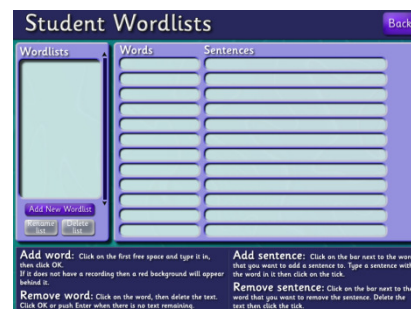 Student Wordlists
Back
Wordlists
Words
Sentences
Add New Wordlist
Rename list
Delete list
Add word: Click on the first free space and type it in,
then click OK.
If it does not have a recording then a red background will appear
behind it.
Remove word: Click on the word, then delete the text.
Click OK or push Enter when there is no text remaining.
Add sentence: Click on the bar next to the word
that you want to add a sentence to. Type a sentence with
the word in it then click on the tick.
Remove sentence: Click on the bar next to the
word that you want to remove the sentence. Delete the
text then click the tick.